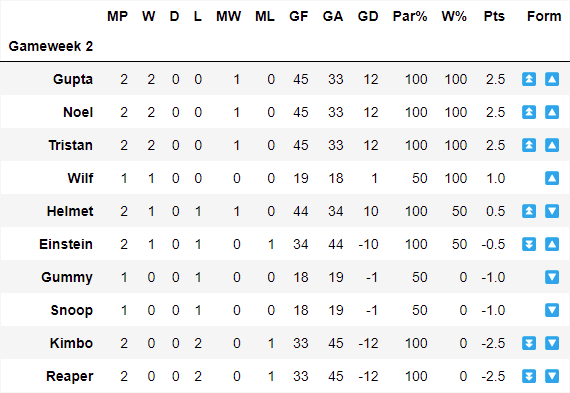 MP W D L MW ML GF GA GD Par% W% Pts Form
Gameweek 2
Gupta 2 2 0 0 1 0 45 33 12 100 100 2.5 ⏫ 🔼
Noel 2 2 0 0 1 0 45 33 12 100 100 2.5 ⏫ 🔼
Tristan 2 2 0 0 1 0 45 33 12 100 100 2.5 ⏫ 🔼
Wilf 1 1 0 0 0 0 19 18 1 50 100 1.0 🔼
Helmet 2 1 0 1 1 0 44 34 10 100 50 0.5 ⏫ 🔽
Einstein 2 1 0 1 0 1 34 44 -10 100 50 -0.5 ⏬ 🔼
Gummy 1 0 0 1 0 0 18 19 -1 50 0 -1.0 🔽
Snoop 1 0 0 1 0 0 18 19 -1 50 0 -1.0 🔽
Kimbo 2 0 0 2 0 1 33 45 -12 100 0 -2.5 ⏬ 🔽
Reaper 2 0 0 2 0 1 33 45 -12 100 0 -2.5 ⏬ 🔽